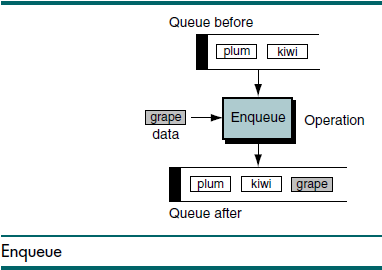 Queue before
plum kiwi
grape
data
Enqueue
Operation
plum kiwi grape
Queue after
Enqueue